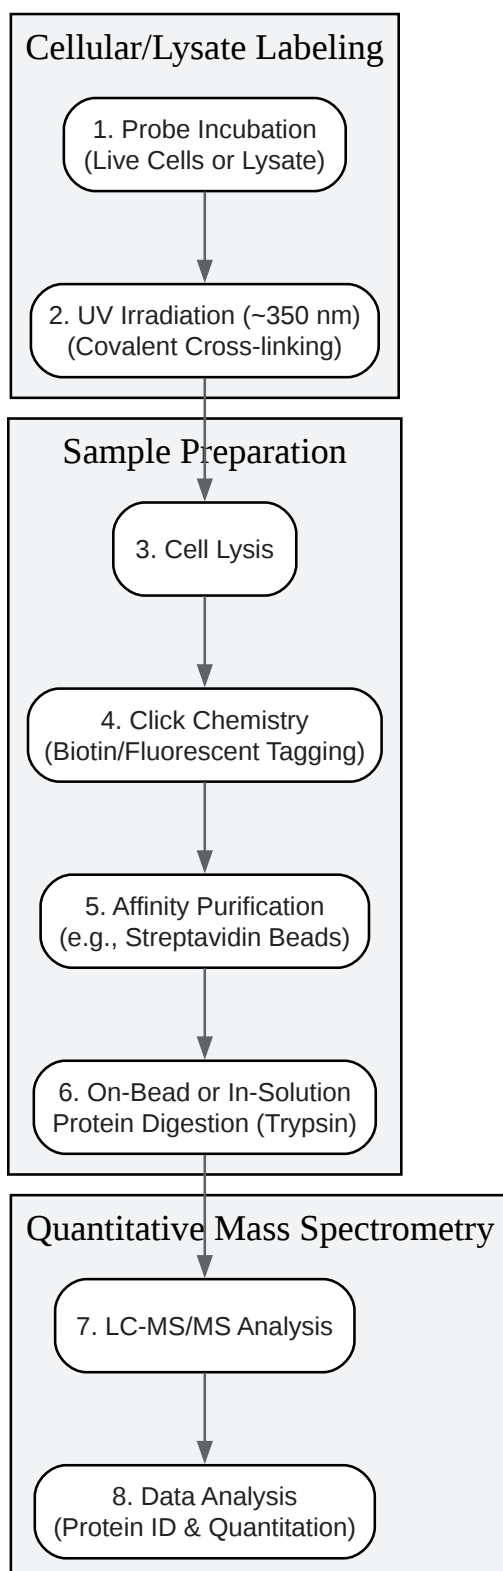 Cellular/Lysate Labeling
1. Probe Incubation
(Live Cells or Lysate)
2. UV Irradiation (~350 nm)
(Covalent Cross-linking)
Sample Preparation
3. Cell Lysis
4. Click Chemistry
(Biotin/Fluorescent Tagging)
5. Affinity Purification
(e.g., Streptavidin Beads)
6. On-Bead or In-Solution
Protein Digestion (Trypsin)
Quantitative Mass Spectrometry
7. LC-MS/MS Analysis
8. Data Analysis
(Protein ID & Quantitation)